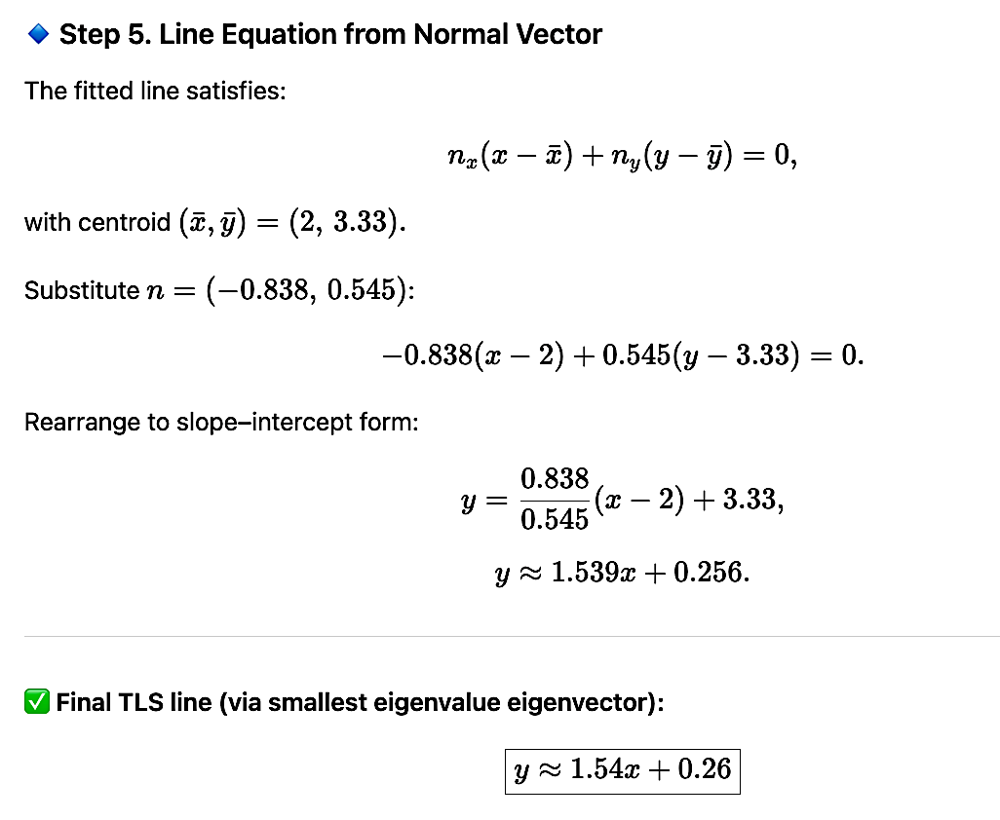 🔹 Step 5. Line Equation from Normal Vector
The fitted line satisfies:
$n_x(x - \bar{x}) + n_y(y - \bar{y}) = 0,$
with centroid $(\bar{x}, \bar{y}) = (2, 3.33).$
Substitute $n = (-0.838, 0.545)$:
$-0.838(x - 2) + 0.545(y - 3.33) = 0.$
Rearrange to slope–intercept form:
$y = \frac{0.838}{0.545}(x - 2) + 3.33,$
$y \approx 1.539x + 0.256.$
✅ Final TLS line (via smallest eigenvalue eigenvector):
$y \approx 1.54x + 0.26$